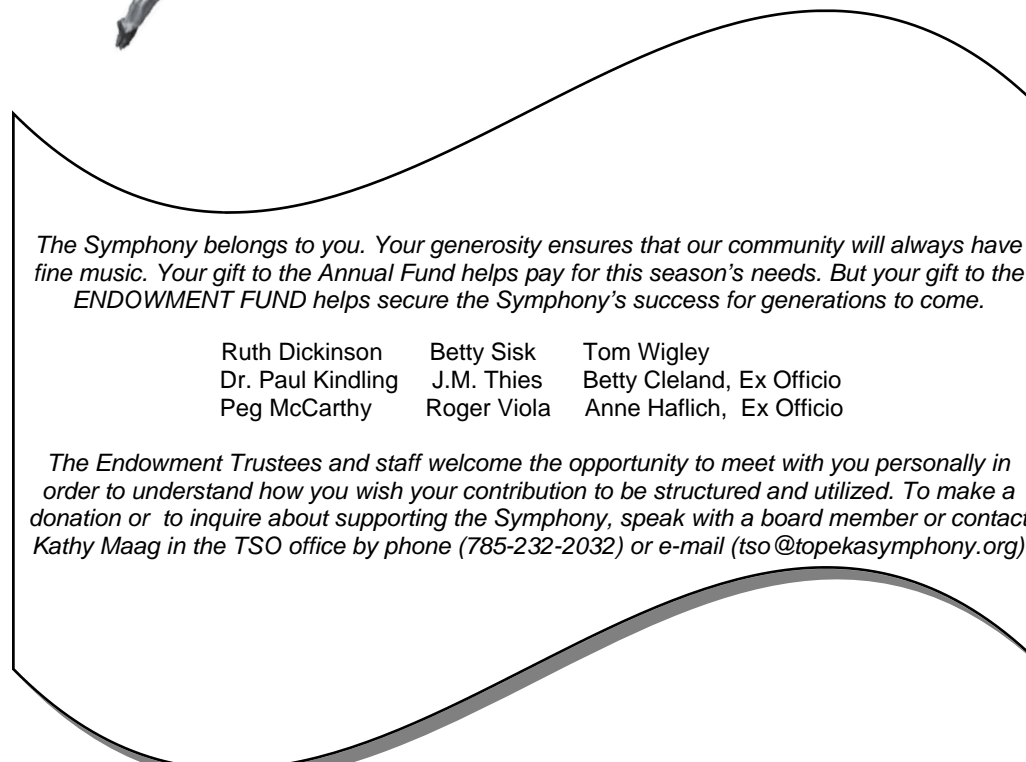 The Symphony belongs to you. Your generosity ensures that our community will always have
fine music. Your gift to the Annual Fund helps pay for this season's needs. But your gift to the
ENDOWMENT FUND helps secure the Symphony's success for generations to come.
Ruth Dickinson Betty Sisk Tom Wigley
Dr. Paul Kindling J.M. Thies Betty Cleland, Ex Officio
Peg McCarthy Roger Viola Anne Haflich, Ex Officio
The Endowment Trustees and staff welcome the opportunity to meet with you personally in
order to understand how you wish your contribution to be structured and utilized. To make a
donation or to inquire about supporting the Symphony, speak with a board member or contact
Kathy Maag in the TSO office by phone (785-232-2032) or e-mail (tso@topekasymphony.org)